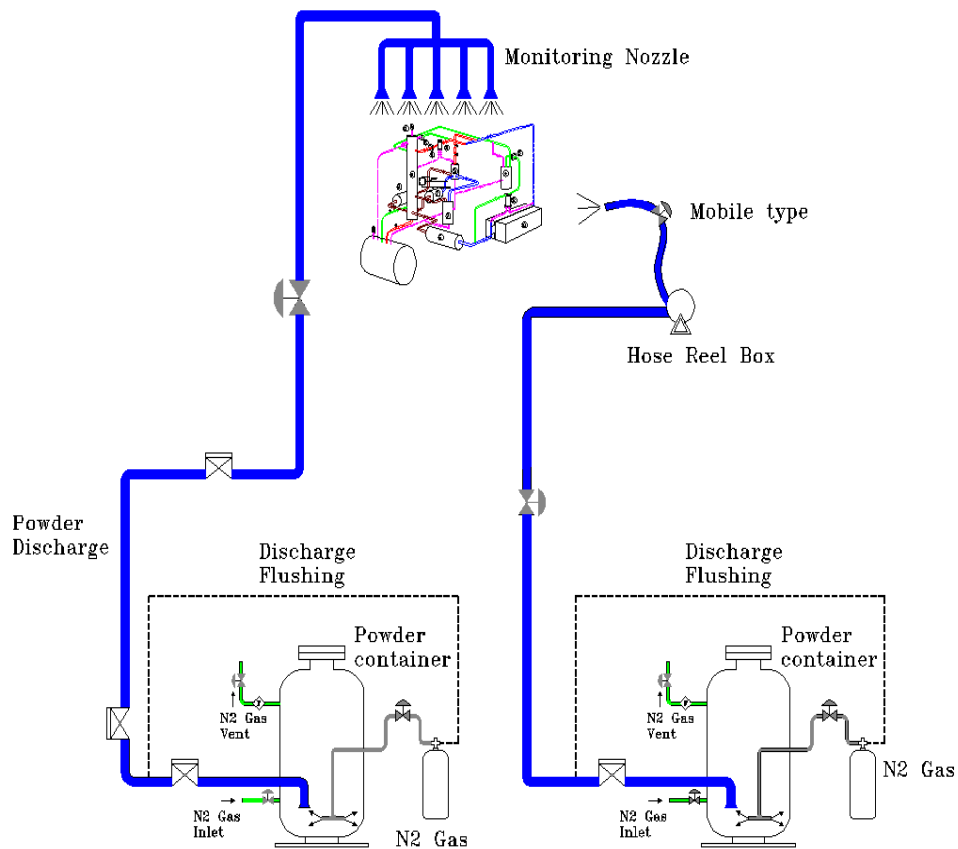 Monitoring Nozzle
Mobile type
Hose Reel Box
Powder
Discharge
Discharge
Flushing
Powder
container
N2 Gas
Vent
N2 Gas
Inlet
N2 Gas
Discharge
Flushing
Powder
container
N2 Gas
Vent
N2 Gas
Inlet
N2 Gas